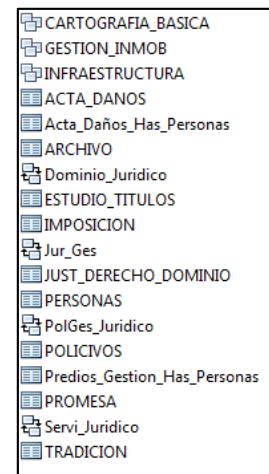 CARTOGRAFIA_BASICA
GESTION_INMOB
INFRAESTRUCTURA
ACTA_DANOS
Acta_Daños_Has_Personas
ARCHIVO
Dominio_Juridico
ESTUDIO_TITULOS
IMPOSICION
Jur_Ges
JUST_DERECHO_DOMINIO
PERSONAS
PolGes_Juridico
POLICIVOS
Predios_Gestion_Has_Personas
PROMESA
Servi_Juridico
TRADICION